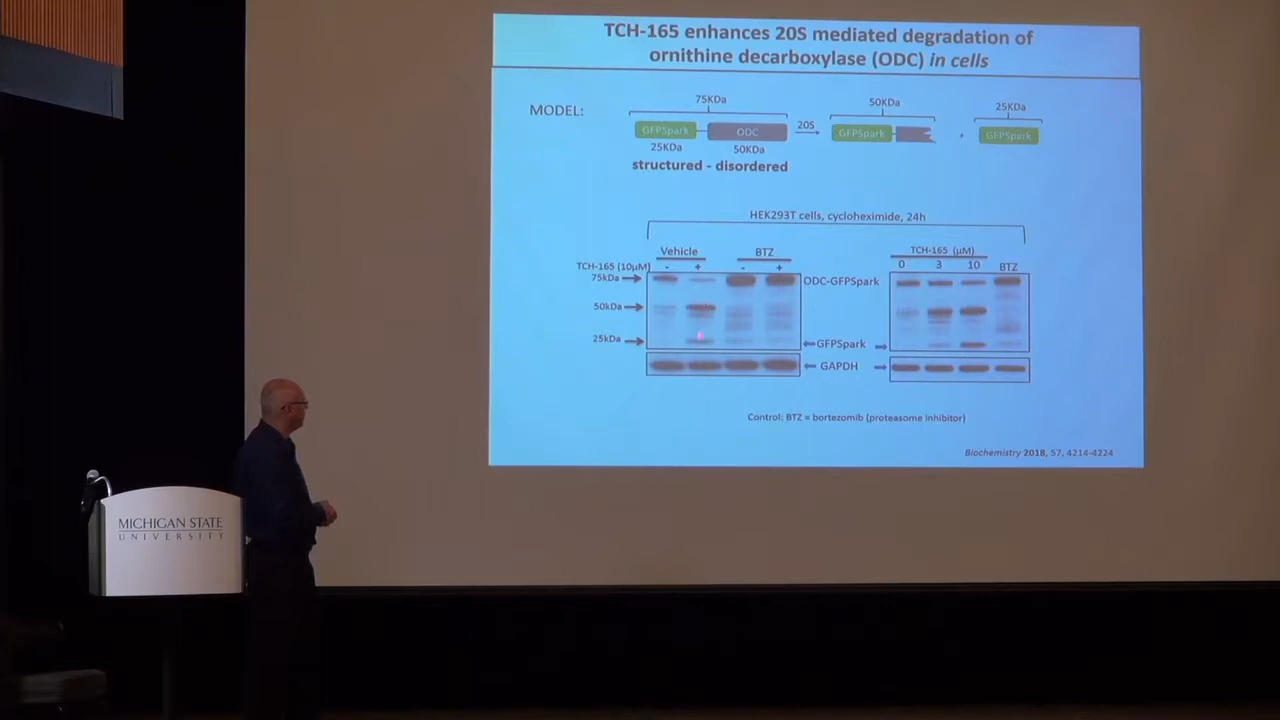 TCH-165 enhances 20S mediated degradation of
ornithine decarboxylase (ODC) in cells
MODEL:
75KDa
50KDa
25KDa
GFPSpark
ODC
20S
GFPSpark
+
GFPSpark
25KDa
50KDa
structured - disordered
HEK293T cells, cycloheximide, 24h
Vehicle
BTZ
TCH-165 (10μM)
-
+
-
+
TCH-165 (μM)
0
3
10
BTZ
75kDa
ODC-GFPSpark
50kDa
25kDa
GFPSpark
GAPDH
Control: BTZ = bortezomib (proteasome inhibitor)
Biochemistry 2018, 57, 4214-4224
MICHIGAN STATE
UNIVERSITY